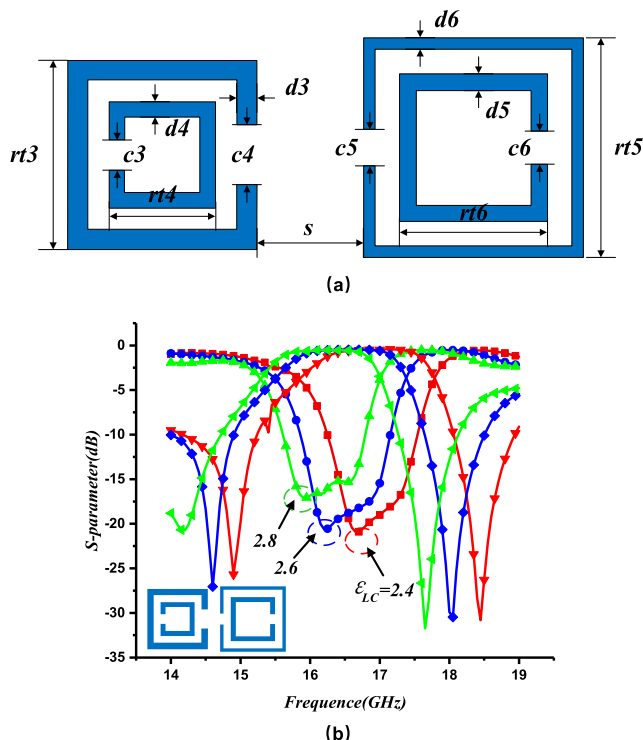 d6
d3
d4
d5
rt3
c3
c4
c5
c6
rt5
rt4
rt6
s
(a)
0
-5
-10
-15
-20
-25
-30
-35
S-parameter(dB)
2.8
2.6
ℰLC=2.4
14 15 16 17 18 19
Frequence(GHz)
(b)